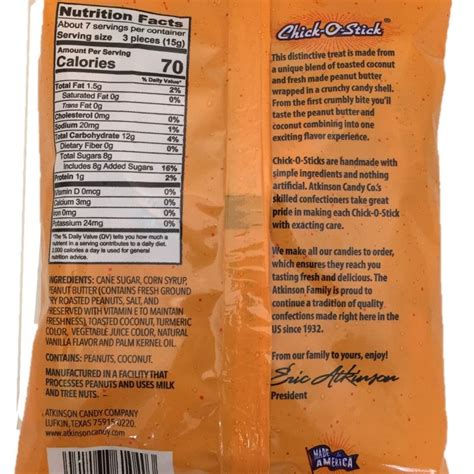 Nutrition Facts
About 7 servings per container
Serving size 3 pieces (15g)
Amount Per Serving
Calories 70
% Daily Value*
Total Fat 1.5g 2%
Saturated Fat 0g 0%
Trans Fat 0g
Cholesterol 0mg 0%
Sodium 20mg 1%
Total Carbohydrate 12g 4%
Dietary Fiber 0g 0%
Total Sugars 8g
Includes 8g Added Sugars 16%
Protein 1g 2%
Vitamin D 0mcg 0%
Calcium 3mg 0%
Iron 0mg 0%
Potassium 24mg 0%
*The % Daily Value (DV) tells you how much a
nutrient in a serving contributes to a daily diet.
2,000 calories a day is used for general
nutrition advice.
INGREDIENTS: CANE SUGAR, CORN SYRUP,
PEANUT BUTTER (CONTAINS FRESH GROUND
DRY ROASTED PEANUTS, SALT, AND
PRESERVED WITH VITAMIN E TO MAINTAIN
FRESHNESS), TOASTED COCONUT, TURMERIC
COLOR, VEGETABLE JUICE COLOR, NATURAL
VANILLA FLAVOR AND PALM KERNEL OIL.
CONTAINS: PEANUTS, COCONUT.
MANUFACTURED IN A FACILITY THAT
PROCESSES PEANUTS AND USES MILK
AND TREE NUTS.
ATKINSON CANDY COMPANY
LUFKIN, TEXAS 75915 0220
www.atkinsoncandy.com
Chick-O-Stick®
This distinctive treat is made from
a unique blend of toasted coconut
and fresh made peanut butter
wrapped in a crunchy candy shell.
From the first crumbly bite you'll
taste the peanut butter and
coconut combining into one
exciting flavor experience.
Chick-O-Sticks are handmade with
simple ingredients and nothing
artificial. Atkinson Candy Co.'s
skilled confectioners take great
pride in making each Chick-O-Stick
with exacting care.
We make all our candies to order,
which ensures they reach you
tasting fresh and delicious. The
Atkinson Family is proud to
continue a tradition of quality
confections made right here in the
US since 1932.
From our family to yours, enjoy!
Eric Atkinson
President
MADE IN
AMERICA